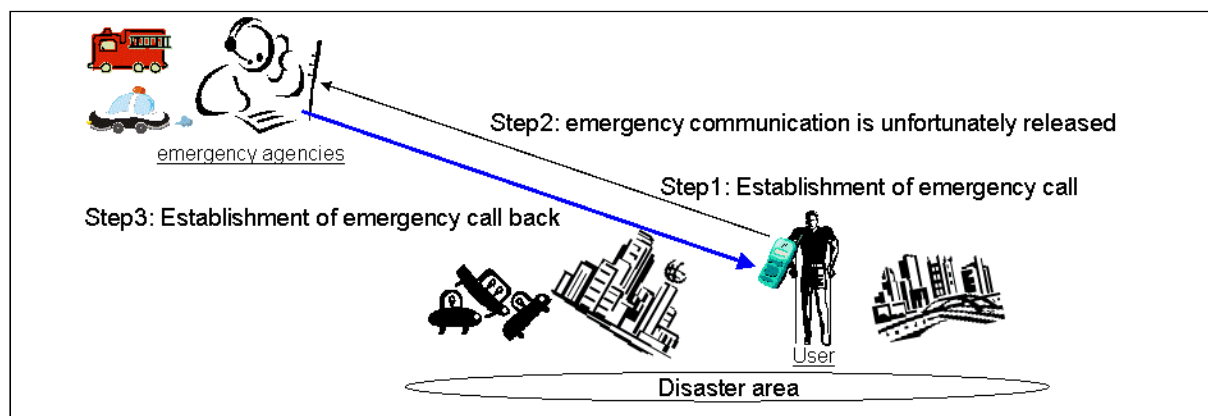 Step2: emergency communication is unfortunately released
emergency agencies
Step1: Establishment of emergency call
Step3: Establishment of emergency call back
User
Disaster area